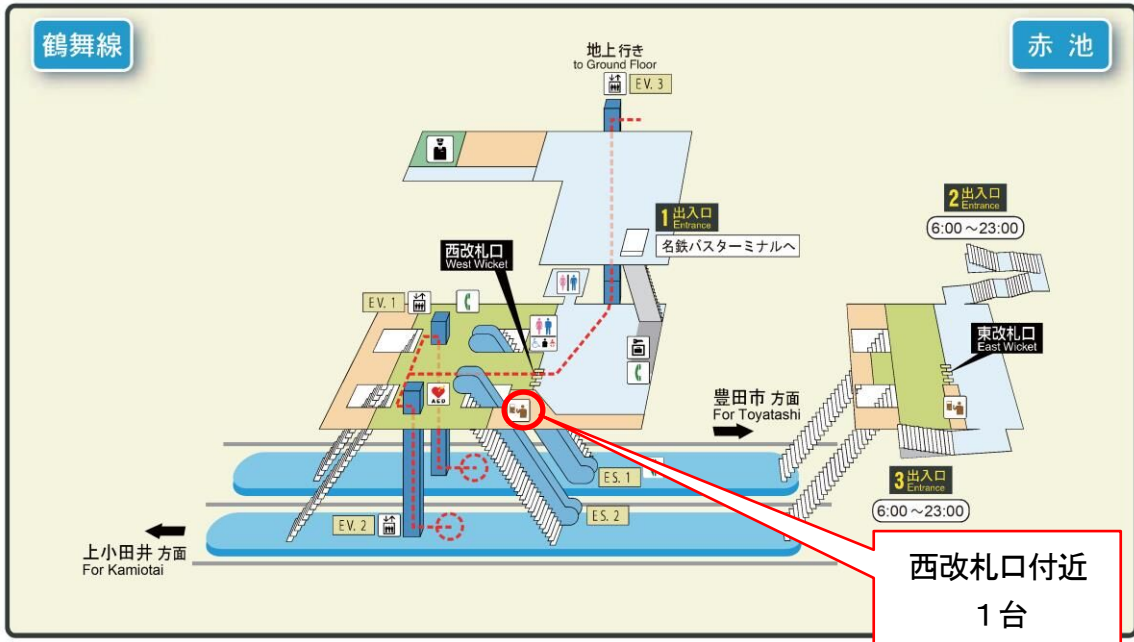 鶴舞線
赤池
地上行き
to Ground Floor
EV. 3
1 出入口
Entrance
名鉄バスターミナルへ
2 出入口
Entrance
6:00～23:00
西改札口
West Wicket
EV. 1
AED
東改札口
East Wicket
豊田市 方面
For Toyatashi
ES. 1
3 出入口
Entrance
6:00～23:00
ES. 2
EV. 2
上小田井 方面
For Kamiotai
西改札口付近
１台